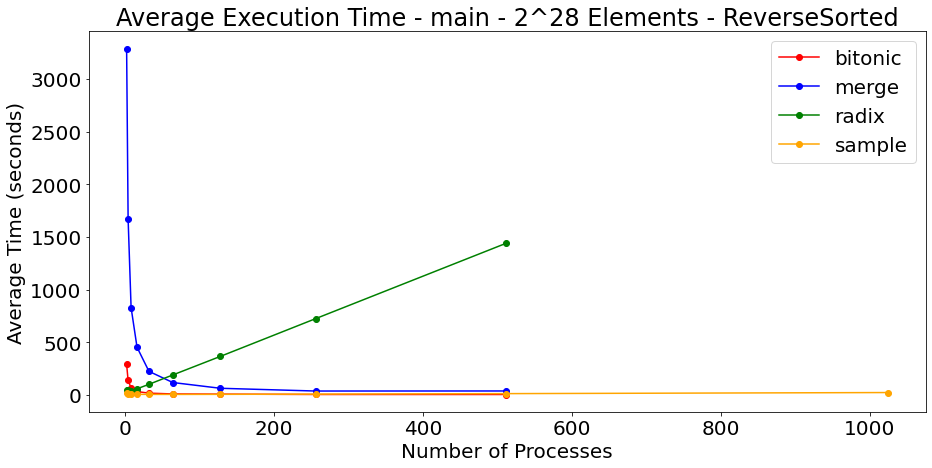 Average Execution Time - main - 2^28 Elements - ReverseSorted
bitonic
merge
radix
sample
Average Time (seconds)
3000
2500
2000
1500
1000
500
0
0 200 400 600 800 1000
Number of Processes